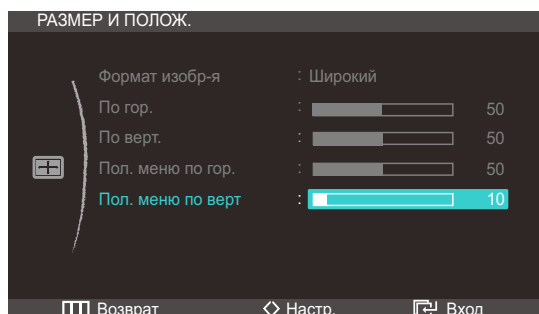 РАЗМЕР И ПОЛОЖ.
Формат изобр-я : Широкий
По гор. : 50
По верт. : 50
Пол. меню по гор. : 50
Пол. меню по верт : 10
Возврат Настр. Вход